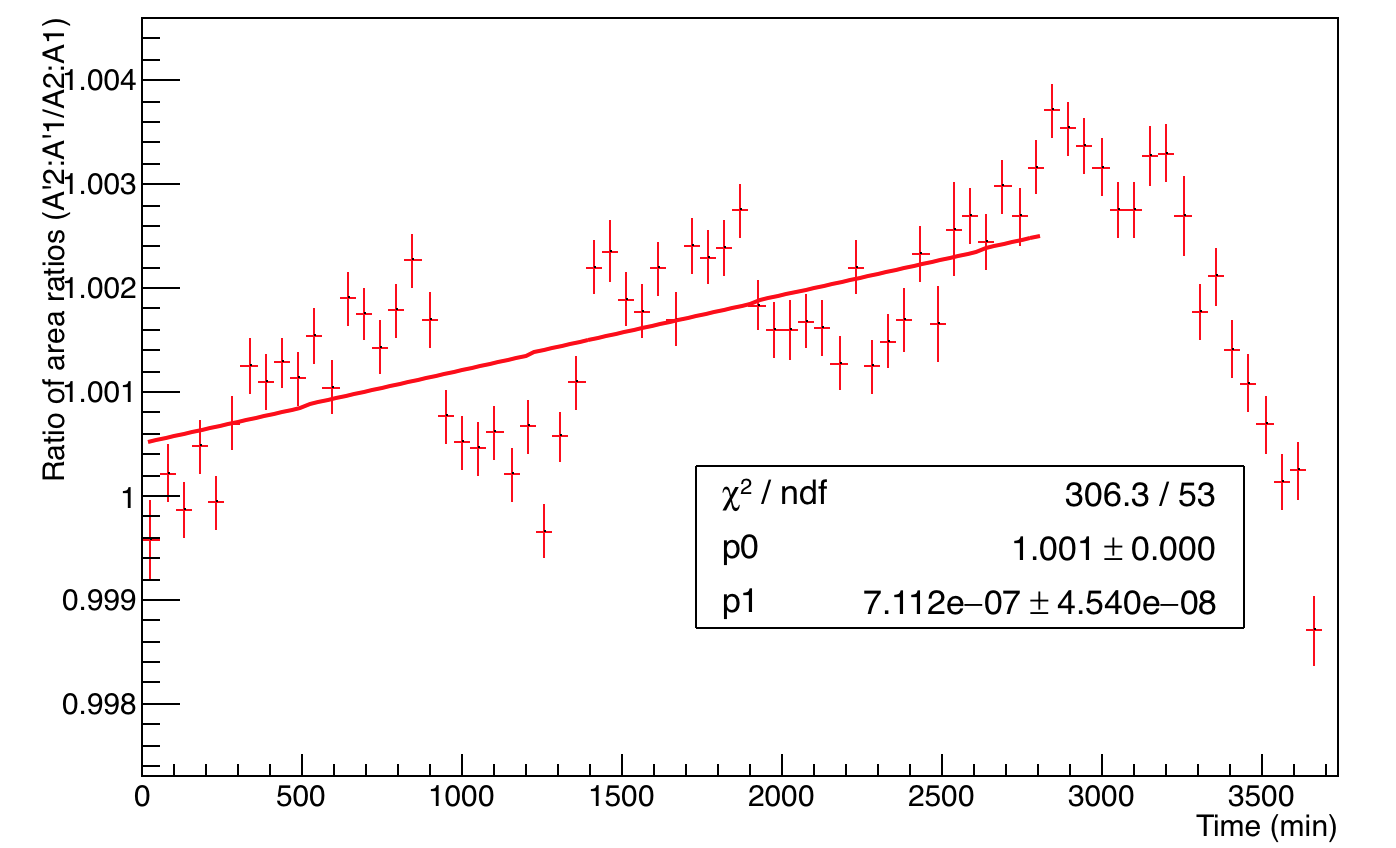 Ratio of area ratios (A'2:A'1/A2:A1)
1.004
1.003
1.002
1.001
1
0.999
0.998
χ² / ndf 306.3 / 53
p0 1.001 ± 0.000
p1 7.112e−07 ± 4.540e−08
0 500 1000 1500 2000 2500 3000 3500
Time (min)